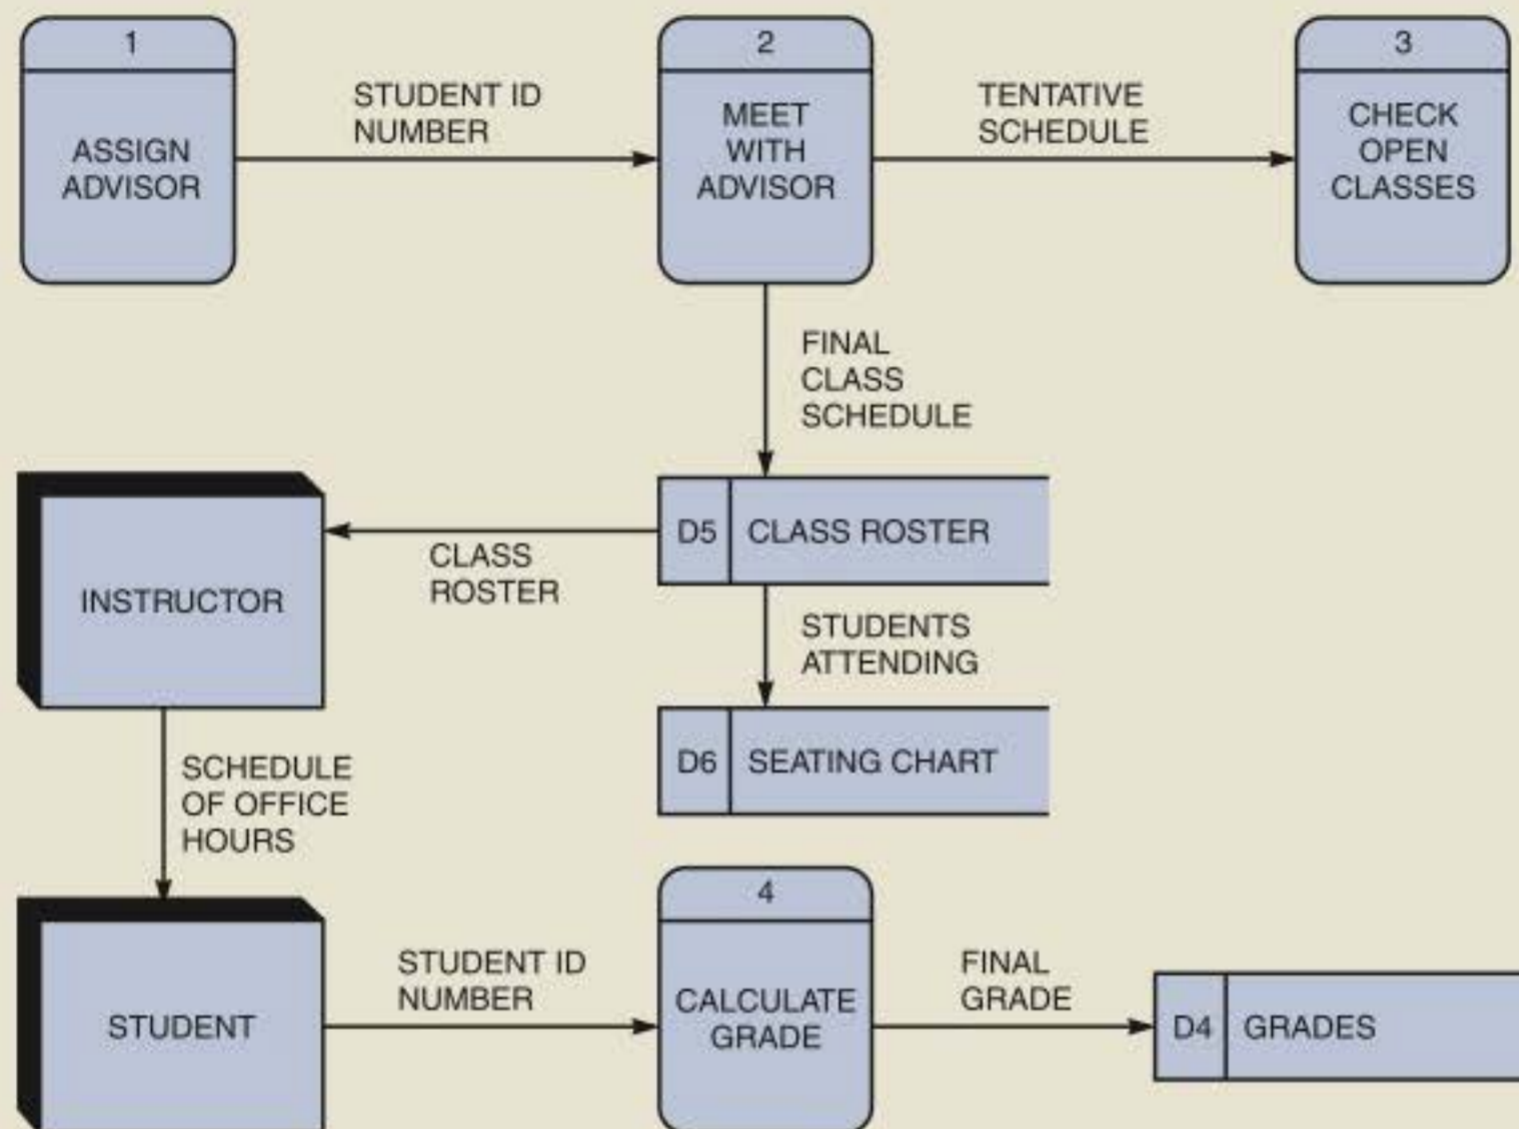 1
ASSIGN
ADVISOR
STUDENT ID
NUMBER
2
MEET
WITH
ADVISOR
TENTATIVE
SCHEDULE
3
CHECK
OPEN
CLASSES
FINAL
CLASS
SCHEDULE
INSTRUCTOR
CLASS
ROSTER
D5
CLASS ROSTER
STUDENTS
ATTENDING
D6
SEATING CHART
SCHEDULE
OF OFFICE
HOURS
STUDENT
STUDENT ID
NUMBER
4
CALCULATE
GRADE
FINAL
GRADE
D4
GRADES